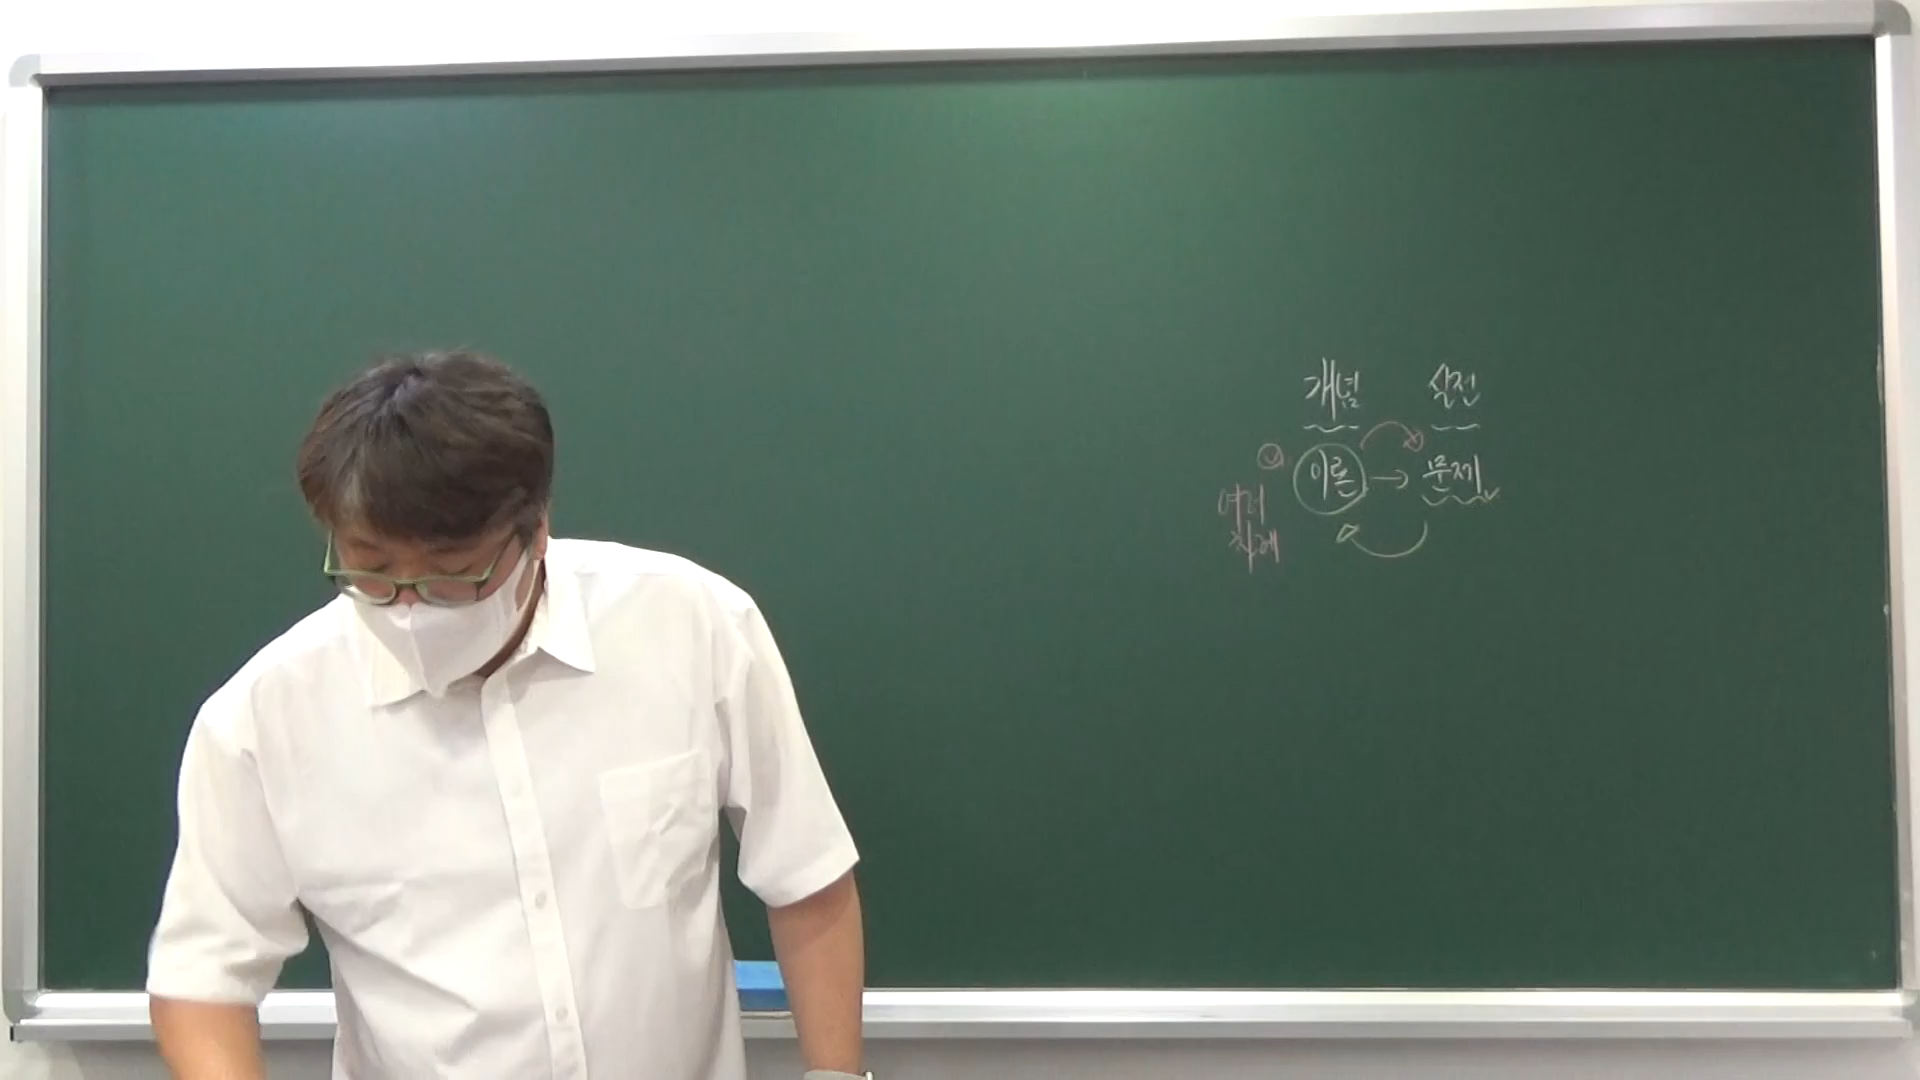 개념 실전
이론 → 문제
여러
차례